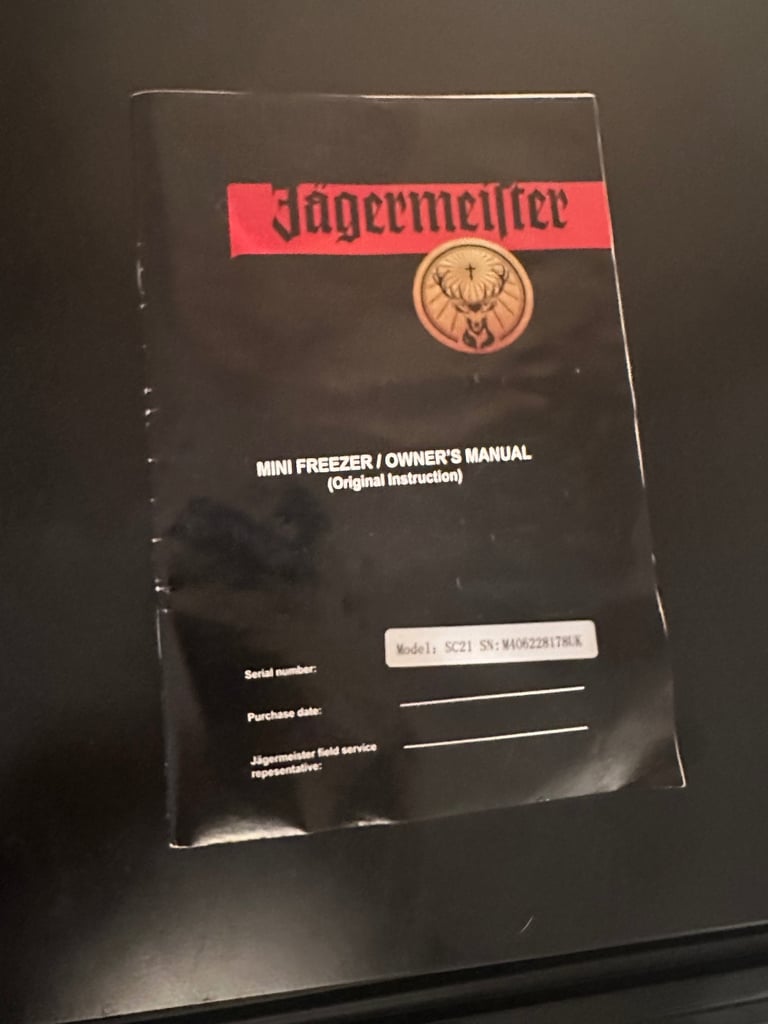 Jägermeiſter
MINI FREEZER / OWNER'S MANUAL
(Original Instruction)
Model: SC21 SN:M406228178UK
Serial number:
Purchase date:
Jägermeister field service
repesentative: